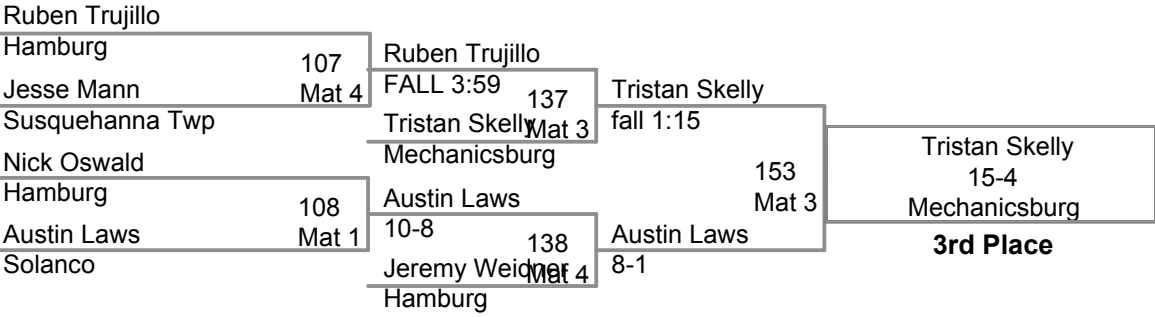 Ruben Trujillo
Hamburg
107
Mat 4
Jesse Mann
Susquehanna Twp
Nick Oswald
Hamburg
108
Mat 1
Austin Laws
Solanco
Ruben Trujillo
FALL 3:59
137
Mat 3
Tristan Skelly
Mechanicsburg
Austin Laws
10-8
138
Mat 4
Jeremy Weidner
Hamburg
Tristan Skelly
fall 1:15
153
Mat 3
Austin Laws
8-1
Tristan Skelly
15-4
Mechanicsburg
3rd Place